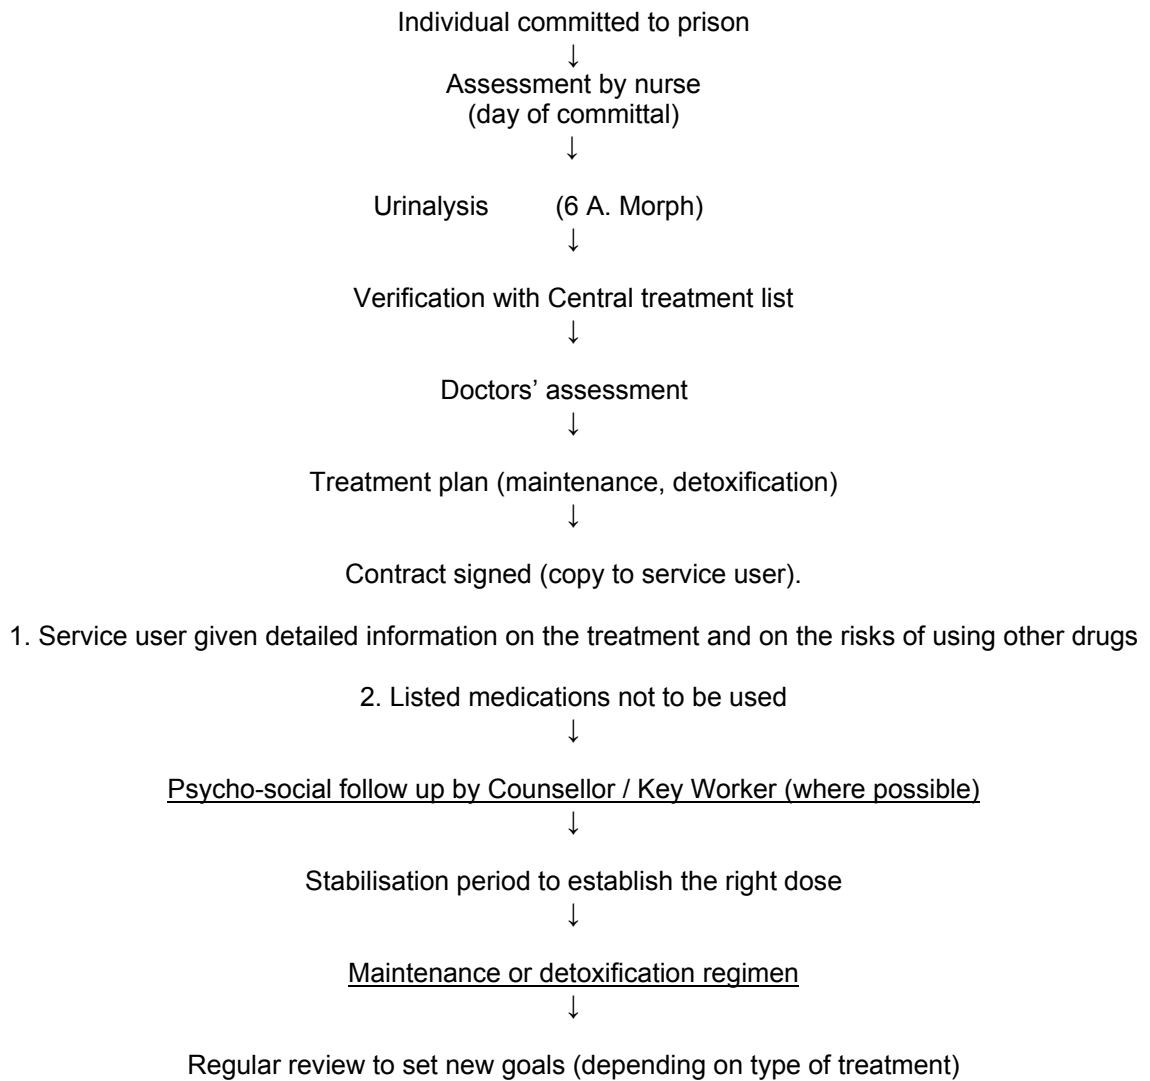 Individual committed to prison
↓
Assessment by nurse
(day of committal)
↓
Urinalysis (6 A. Morph)
↓
Verification with Central treatment list
↓
Doctors’ assessment
↓
Treatment plan (maintenance, detoxification)
↓
Contract signed (copy to service user).
1. Service user given detailed information on the treatment and on the risks of using other drugs
2. Listed medications not to be used
↓
Psycho-social follow up by Counsellor / Key Worker (where possible)
↓
Stabilisation period to establish the right dose
↓
Maintenance or detoxification regimen
↓
Regular review to set new goals (depending on type of treatment)